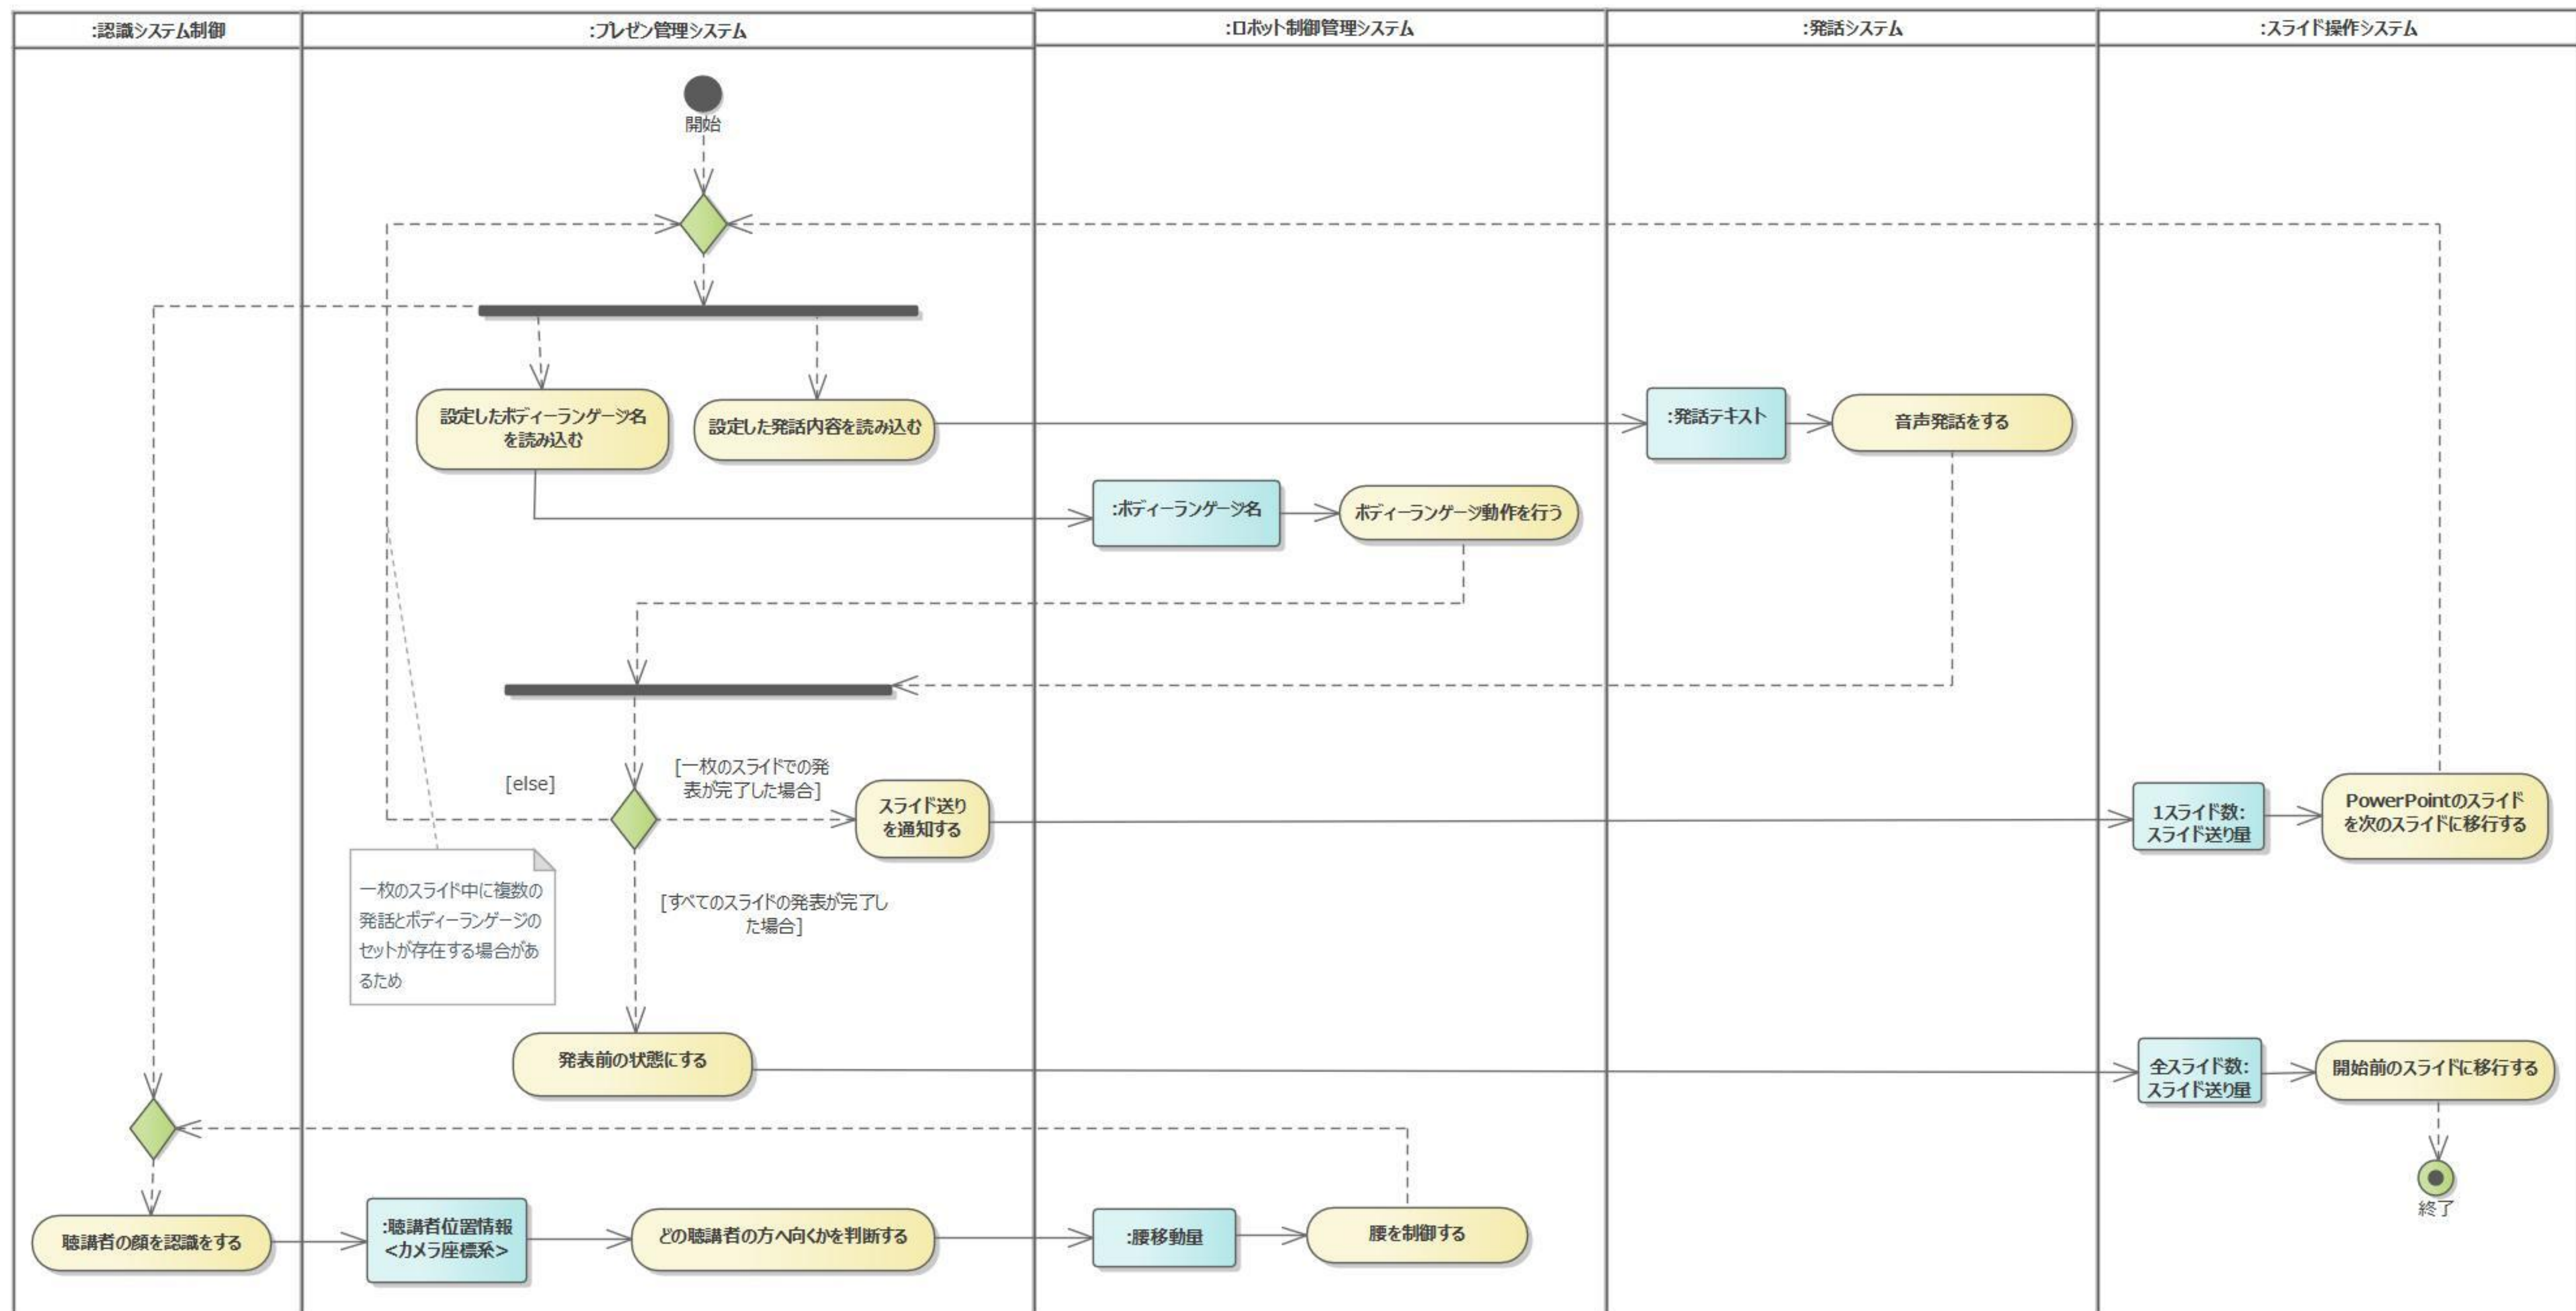 :認識システム制御
:プレゼン管理システム
:ロボット制御管理システム
:発話システム
:スライド操作システム
開始
設定したボディーランゲージ名
を読み込む
設定した発話内容を読み込む
:発話テキスト
音声発話をする
:ボディーランゲージ名
ボディーランゲージ動作を行う
[else]
[一枚のスライドでの発
表が完了した場合]
スライド送り
を通知する
1スライド数:
スライド送り量
PowerPointのスライド
を次のスライドに移行する
一枚のスライド中に複数の
発話とボディーランゲージの
セットが存在する場合があ
るため
[すべてのスライドの発表が完了し
た場合]
発表前の状態にする
全スライド数:
スライド送り量
開始前のスライドに移行する
終了
聴講者の顔を認識をする
:聴講者位置情報
<カメラ座標系>
どの聴講者の方へ向くかを判断する
:腰移動量
腰を制御する